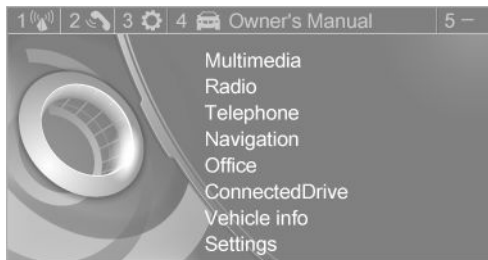 1 2 3 4 Owner's Manual 5 –
Multimedia
Radio
Telephone
Navigation
Office
ConnectedDrive
Vehicle info
Settings